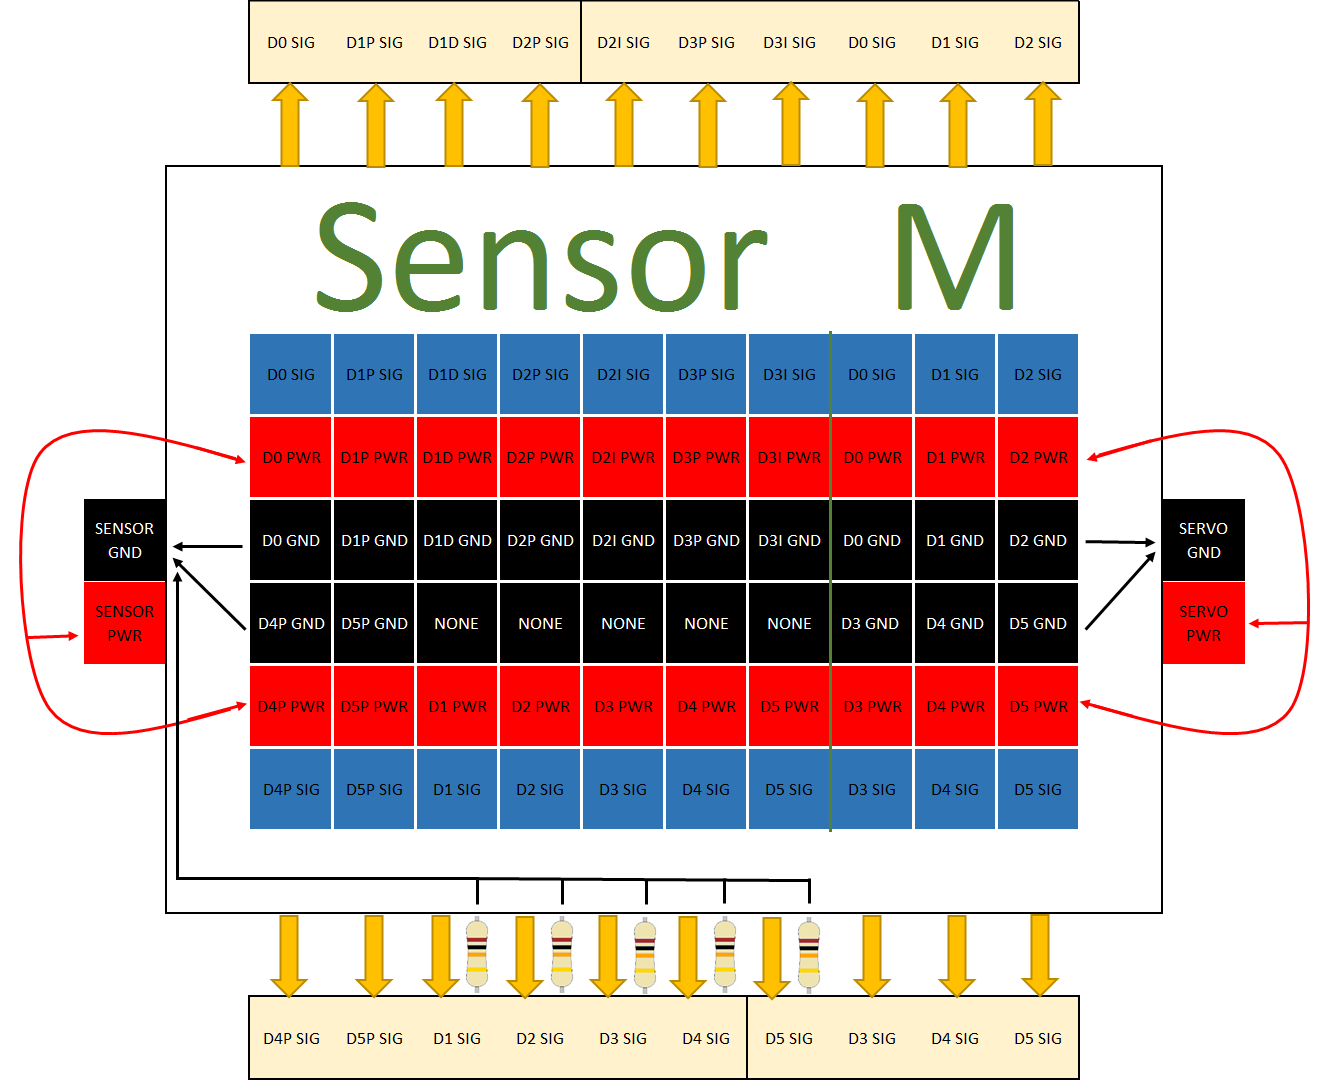 D0 SIG D1P SIG D1D SIG D2P SIG D2I SIG D3P SIG D3I SIG D0 SIG D1 SIG D2 SIG
Sensor M
D0 SIG D1P SIG D1D SIG D2P SIG D2I SIG D3P SIG D3I SIG D0 SIG D1 SIG D2 SIG
D0 PWR D1P PWR D1D PWR D2P PWR D2I PWR D3P PWR D3I PWR D0 PWR D1 PWR D2 PWR
SENSOR
GND
D0 GND D1P GND D1D GND D2P GND D2I GND D3P GND D3I GND D0 GND D1 GND D2 GND
SERVO
GND
SENSOR
PWR
D4P GND D5P GND NONE NONE NONE NONE NONE D3 GND D4 GND D5 GND
SERVO
PWR
D4P PWR D5P PWR D1 PWR D2 PWR D3 PWR D4 PWR D5 PWR D3 PWR D4 PWR D5 PWR
D4P SIG D5P SIG D1 SIG D2 SIG D3 SIG D4 SIG D5 SIG D3 SIG D4 SIG D5 SIG
D4P SIG D5P SIG D1 SIG D2 SIG D3 SIG D4 SIG D5 SIG D3 SIG D4 SIG D5 SIG